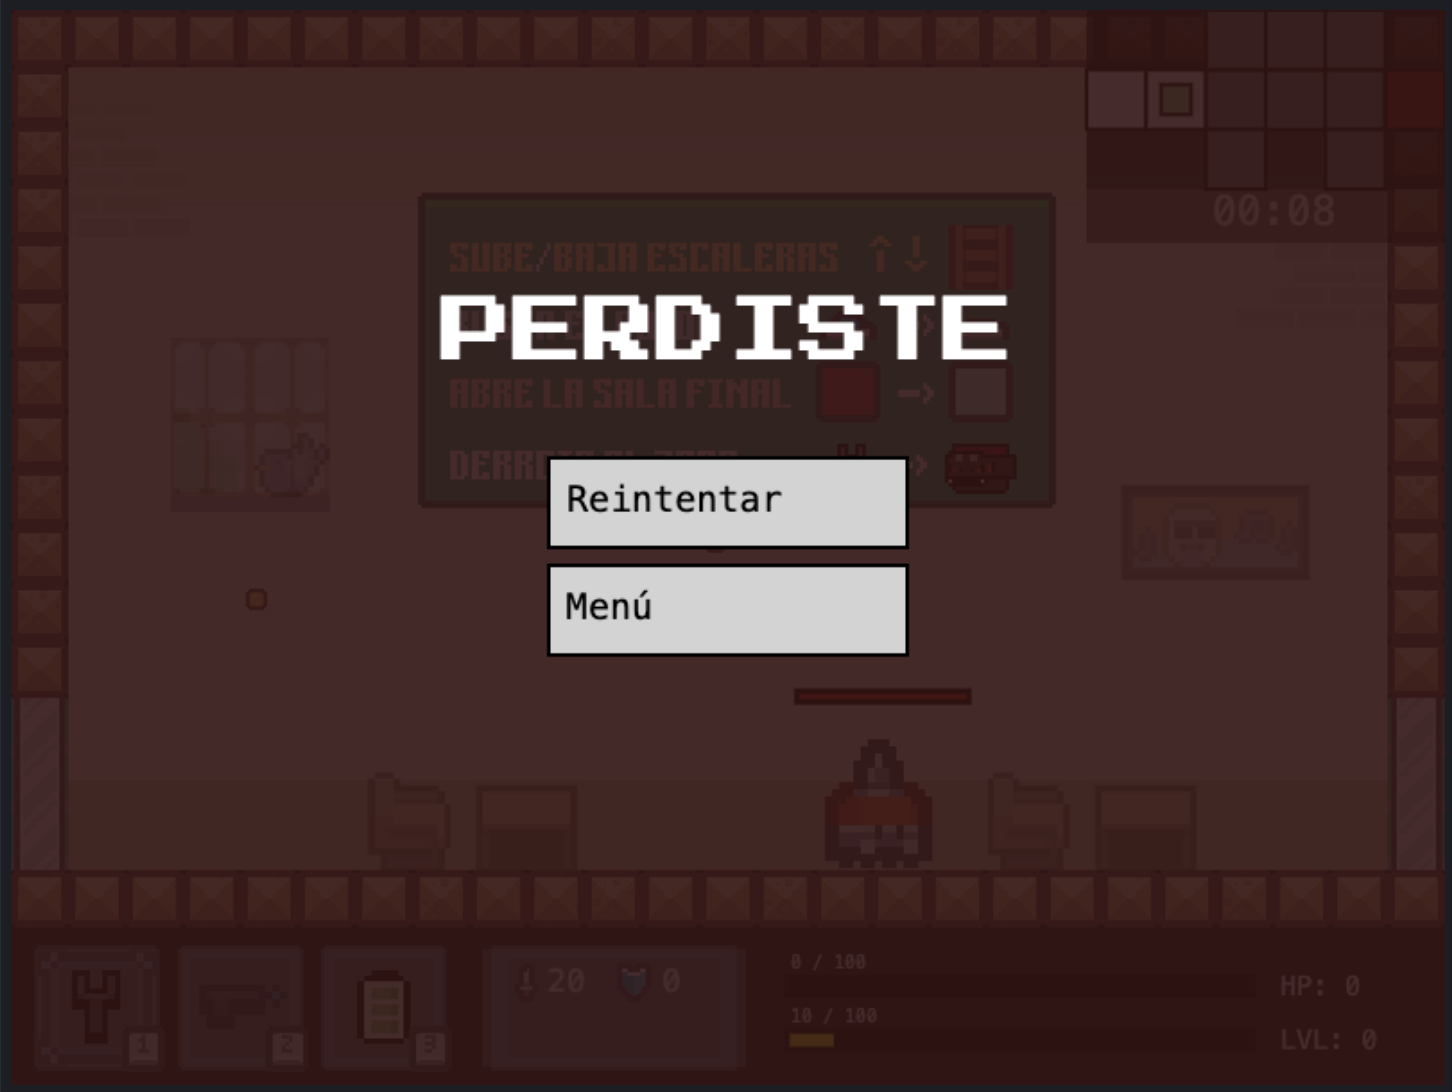 00:08
SUBE/BAJA ESCALERAS ↑ ↓
PERDISTE
ABRE LA SALA FINAL ->
Reintentar
Menú
20 0
1 2 3
0 / 100
HP: 0
10 / 100
LVL: 0